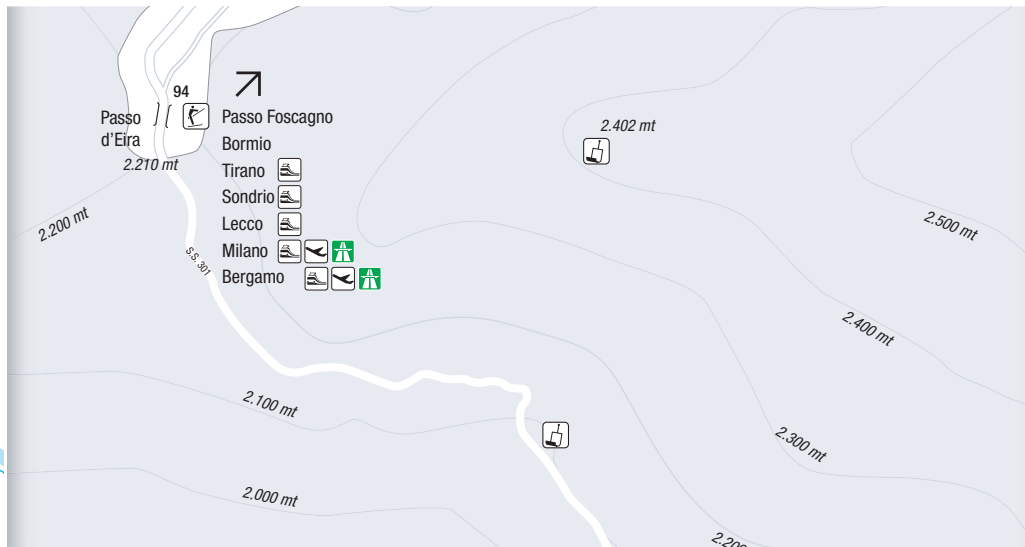 94
Passo
d'Eira
2.210 mt
Passo Foscagno
Bormio
Tirano
Sondrio
Lecco
Milano
Bergamo
2.402 mt
2.200 mt
S.S. 301
2.500 mt
2.400 mt
2.100 mt
2.300 mt
2.000 mt